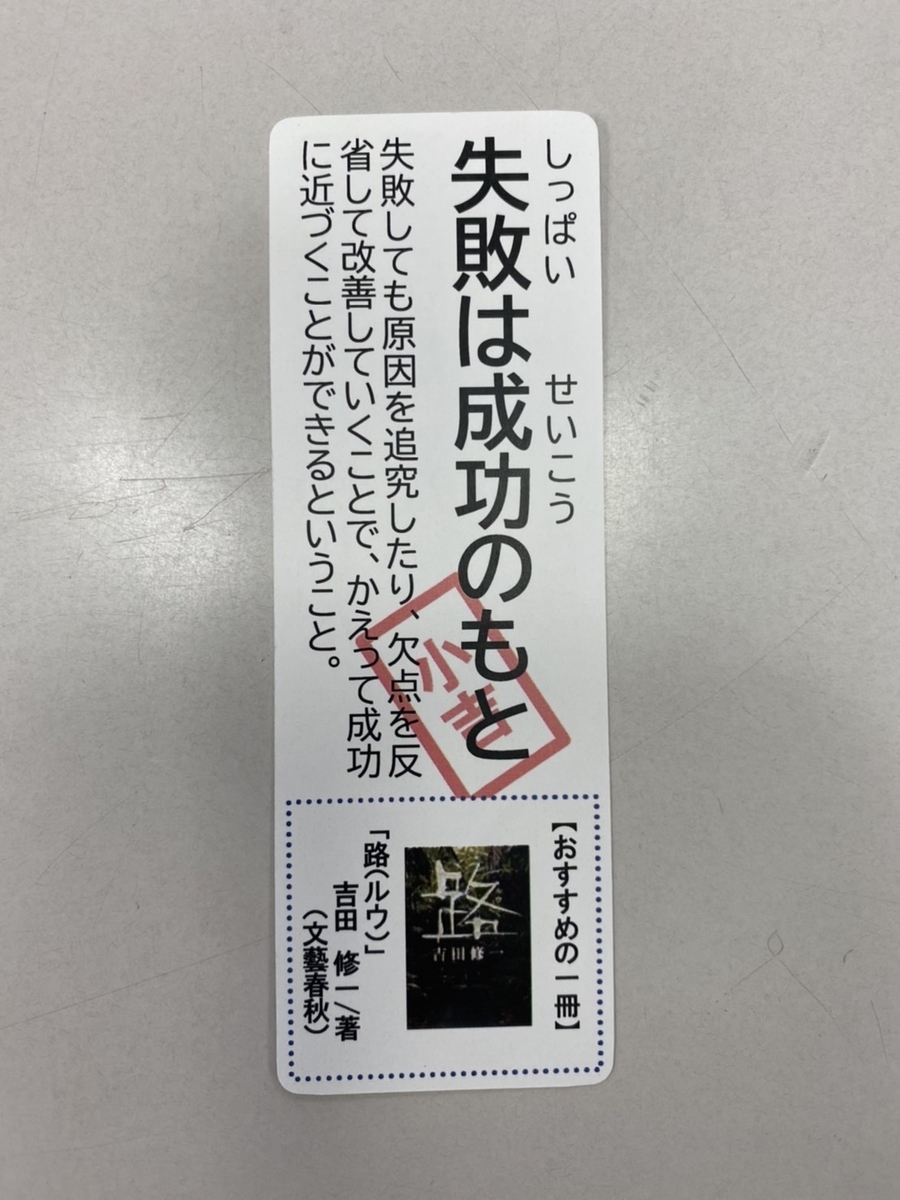 しっぱい　せいこう
失敗は成功のもと
失敗しても原因を追究したり、欠点を反
省して改善していくことで、かえって成功
に近づくことができるということ。
小吉
【おすすめの一冊】
路
吉田修一
「路(ルウ)」
吉田　修一/著
(文藝春秋)